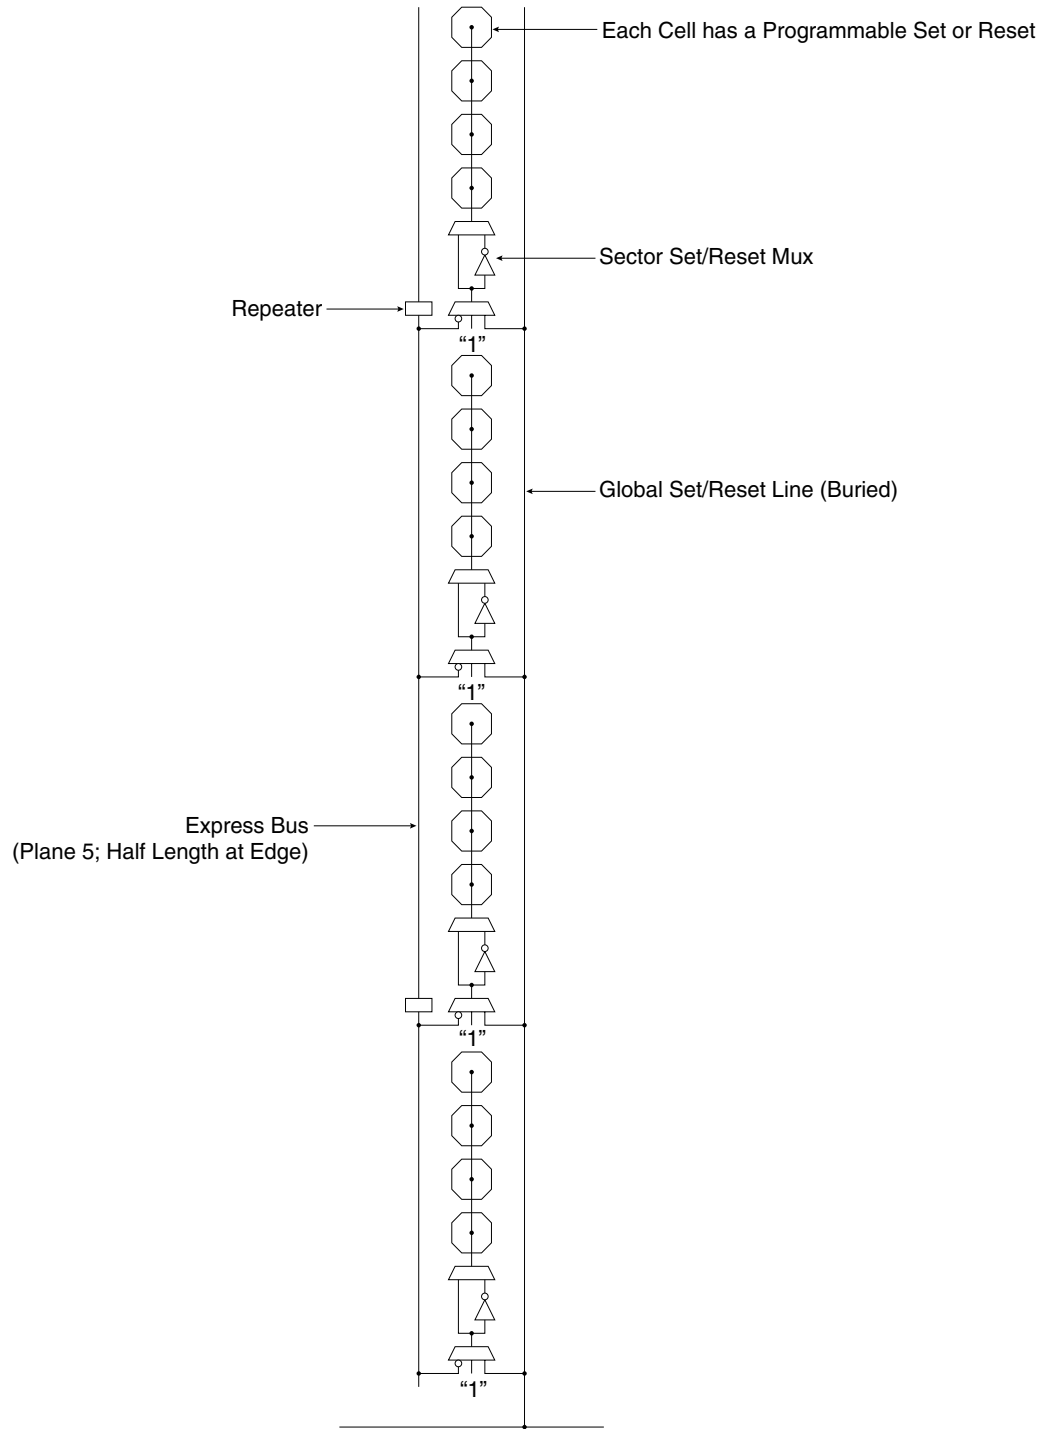 Each Cell has a Programmable Set or Reset
Sector Set/Reset Mux
Repeater
“1”
Global Set/Reset Line (Buried)
“1”
Express Bus
(Plane 5; Half Length at Edge)
“1”
“1”